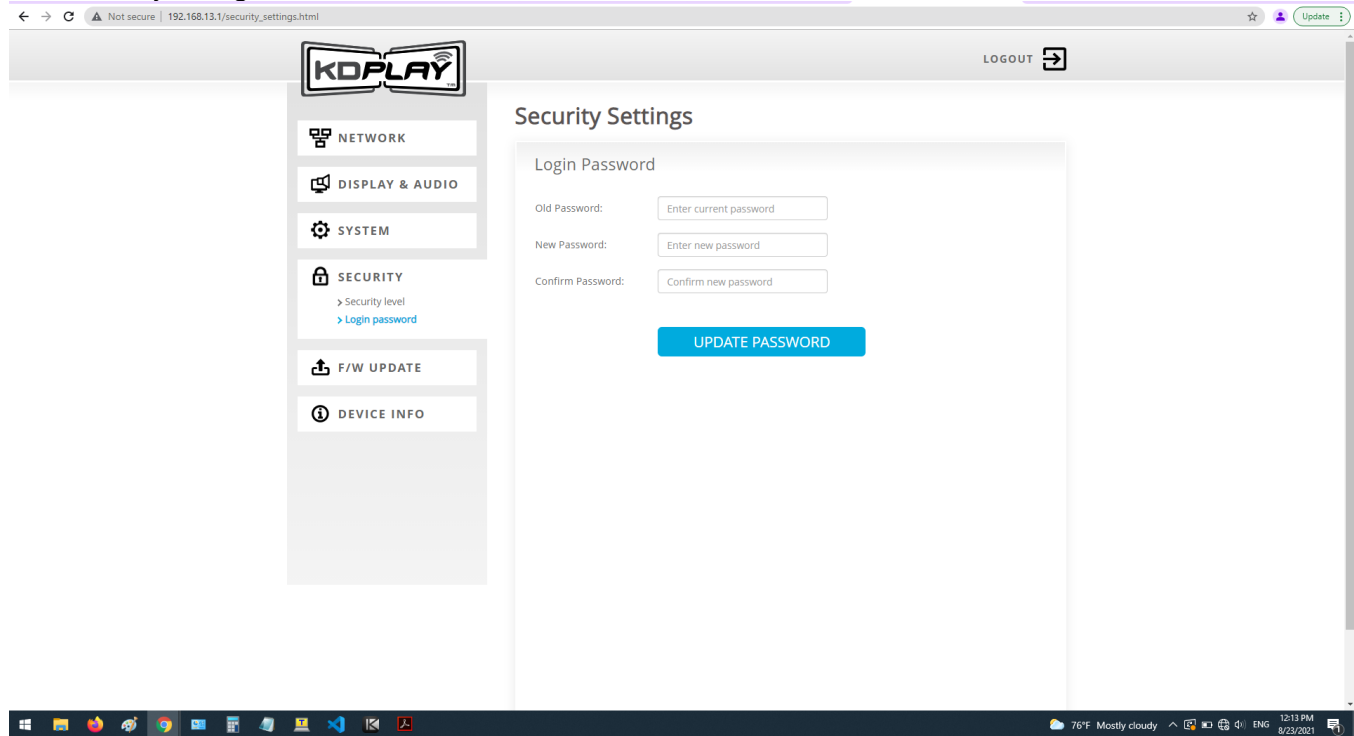 Not secure | 192.168.13.1/security_settings.html
Update
KDPLAY
TM
LOGOUT
NETWORK
DISPLAY & AUDIO
SYSTEM
SECURITY
> Security level
> Login password
F/W UPDATE
DEVICE INFO
Security Settings
Login Password
Old Password: Enter current password
New Password: Enter new password
Confirm Password: Confirm new password
UPDATE PASSWORD
76°F Mostly cloudy ENG 12:13 PM
8/23/2021